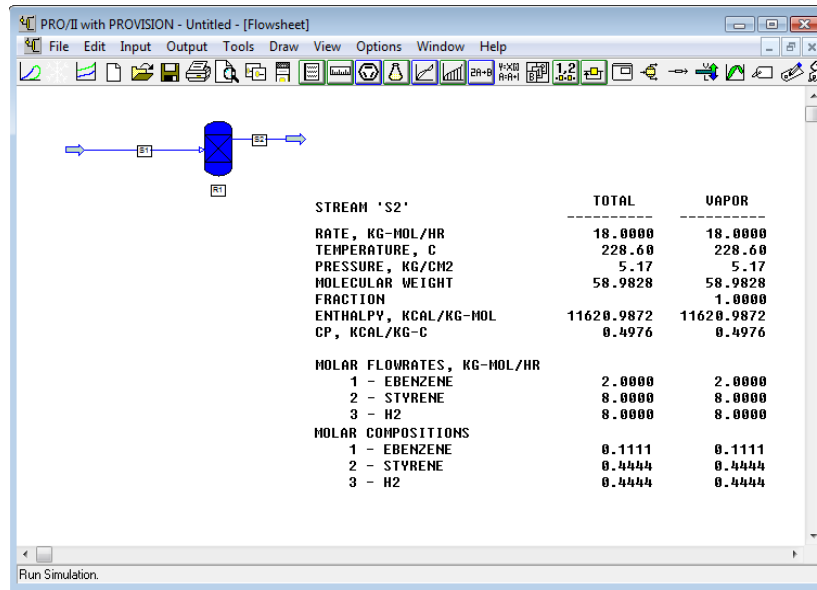 PRO/II with PROVISION - Untitled - [Flowsheet]
File Edit Input Output Tools Draw View Options Window Help
2A+B
1,2
S1
S2
R1
STREAM 'S2' TOTAL VAPOR
RATE, KG-MOL/HR 18.0000 18.0000
TEMPERATURE, C 228.60 228.60
PRESSURE, KG/CM2 5.17 5.17
MOLECULAR WEIGHT 58.9828 58.9828
FRACTION 1.0000
ENTHALPY, KCAL/KG-MOL 11620.9872 11620.9872
CP, KCAL/KG-C 0.4976 0.4976
MOLAR FLOWRATES, KG-MOL/HR
1 - EBENZENE 2.0000 2.0000
2 - STYRENE 8.0000 8.0000
3 - H2 8.0000 8.0000
MOLAR COMPOSITIONS
1 - EBENZENE 0.1111 0.1111
2 - STYRENE 0.4444 0.4444
3 - H2 0.4444 0.4444
Run Simulation.